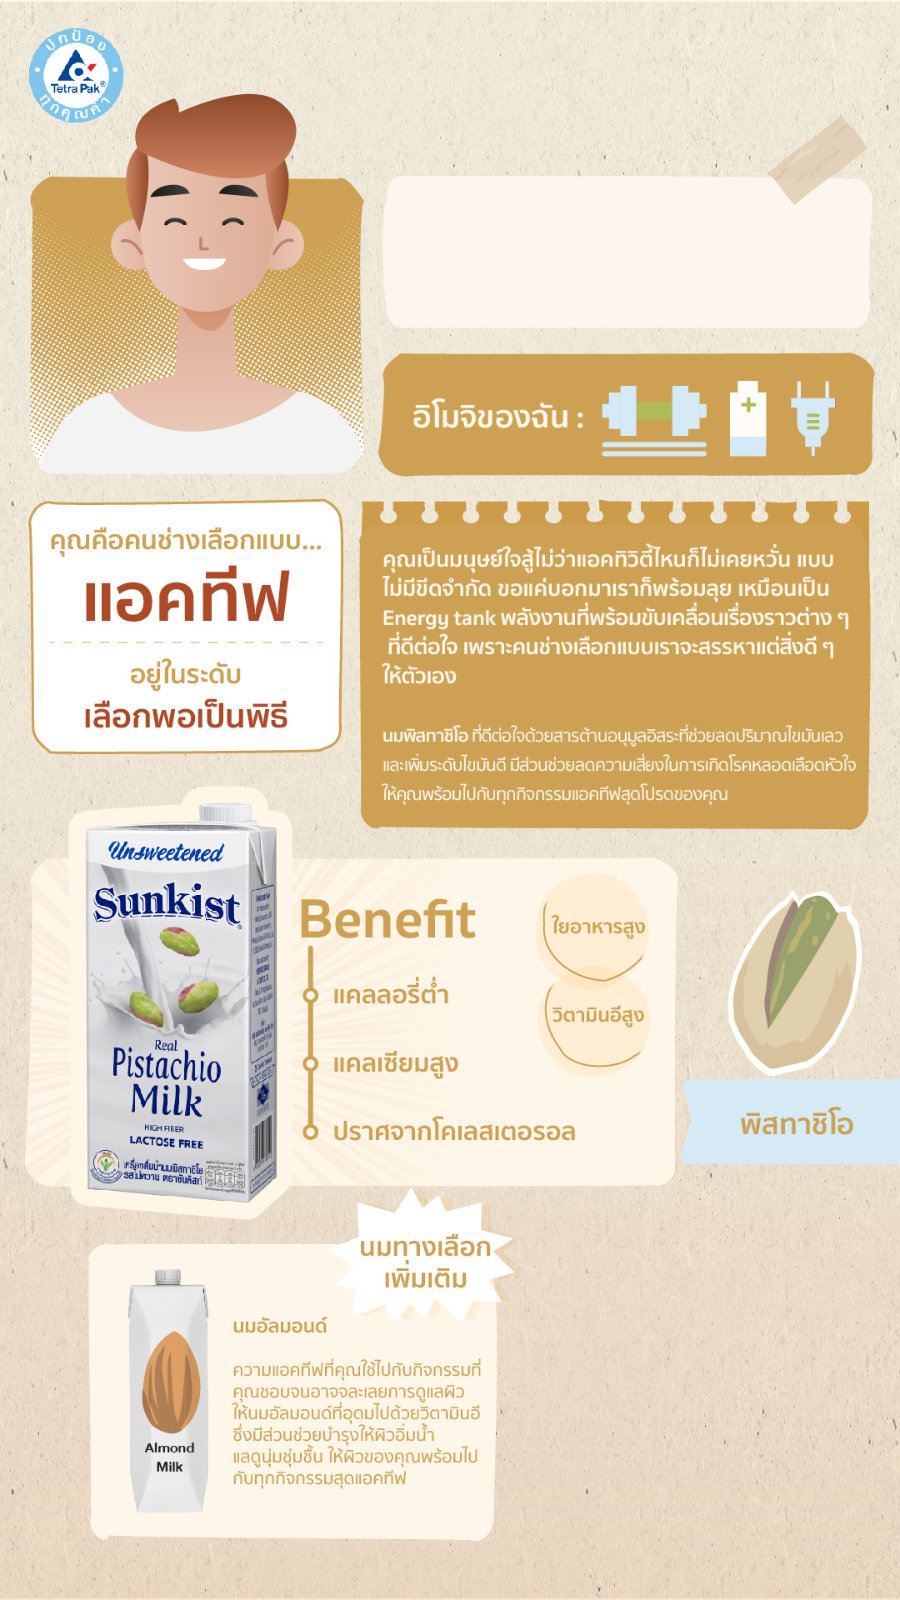 ปกป้อง
Tetra Pak®
ทุกคุณค่า
อิโมจิของฉัน :
คุณคือคนช่างเลือกแบบ...
แอคทีฟ
อยู่ในระดับ
เลือกพอเป็นพิธี
คุณเป็นมนุษย์ใจสู้ไม่ว่าแอคทิวิตี้ไหนก็ไม่เคยหวั่น แบบ
ไม่มีขีดจำกัด ขอแค่บอกมาเราก็พร้อมลุย เหมือนเป็น
Energy tank พลังงานที่พร้อมขับเคลื่อนเรื่องราวต่าง ๆ
ที่ดีต่อใจ เพราะคนช่างเลือกแบบเราจะสรรหาแต่สิ่งดี ๆ
ให้ตัวเอง
นมพิสทาชิโอ ที่ดีต่อใจด้วยสารต้านอนุมูลอิสระที่ช่วยลดปริมาณไขมันเลว
และเพิ่มระดับไขมันดี มีส่วนช่วยลดความเสี่ยงในการเกิดโรคหลอดเลือดหัวใจ
ให้คุณพร้อมไปกับทุกกิจกรรมแอคทีฟสุดโปรดของคุณ
Unsweetened
Sunkist®
Real
Pistachio
Milk
HIGH FIBER
LACTOSE FREE
เครื่องดื่มน้ำนมพิสทาชิโอ
รสไม่หวาน ตราซันคิสท์
Benefit
แคลลอรี่ต่ำ
แคลเซียมสูง
ปราศจากโคเลสเตอรอล
ใยอาหารสูง
วิตามินอีสูง
พิสทาชิโอ
นมทางเลือก
เพิ่มเติม
นมอัลมอนด์
ความแอคทีฟที่คุณใช้ไปกับกิจกรรมที่
คุณชอบจนอาจจะละเลยการดูแลผิว
ให้นมอัลมอนด์ที่อุดมไปด้วยวิตามินอี
ซึ่งมีส่วนช่วยบำรุงให้ผิวอิ่มน้ำ
แลดูนุ่มชุ่มชื้น ให้ผิวของคุณพร้อมไป
กับทุกกิจกรรมสุดแอคทีฟ
Almond
Milk